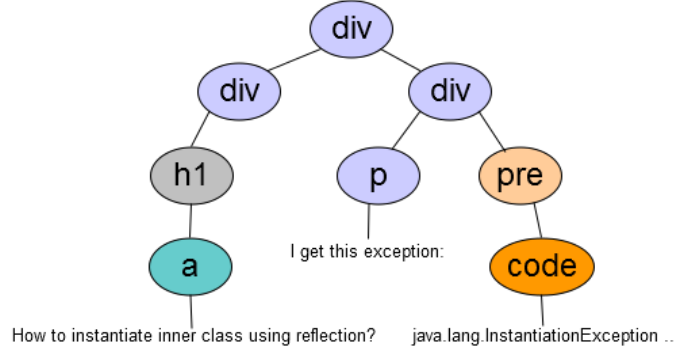 div
div
div
h1
p
pre
I get this exception:
a
code
How to instantiate inner class using reflection?
java.lang.InstantiationException ..